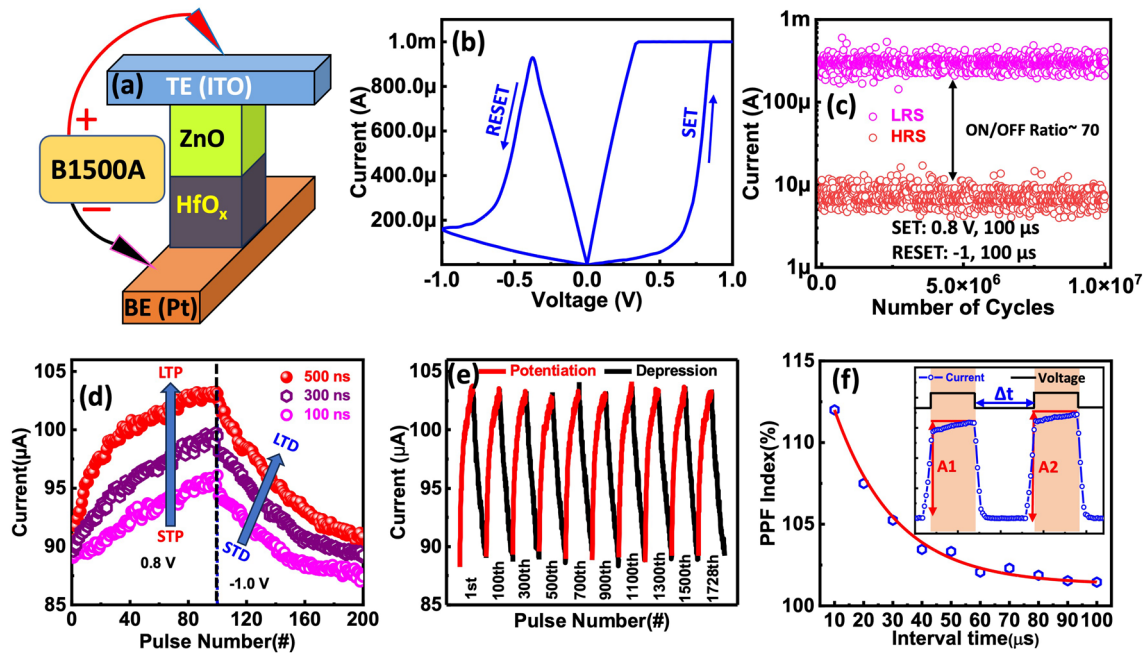 (a)
TE (ITO)
+
ZnO
B1500A
−
HfOx
BE (Pt)
(b)
1.0m
800.0μ
600.0μ
400.0μ
200.0μ
Current (A)
RESET
SET
-1.0 -0.5 0.0 0.5 1.0
Voltage (V)
1m
100μ
10μ
1μ
Current (A)
(c)
LRS
HRS
ON/OFF Ratio~ 70
SET: 0.8 V, 100 μs
RESET: -1, 100 μs
0.0 5.0×10^6 1.0×10^7
Number of Cycles
105
100
95
90
85
Current(μA)
(d)
LTP
500 ns
300 ns
100 ns
LTD
STP
STD
0.8 V
-1.0 V
0 40 80 120 160 200
Pulse Number(#)
105
100
95
90
85
Current (μA)
(e)
Potentiation Depression
1st 100th 300th 500th 700th 900th 1100th 1300th 1500th 1728th
Pulse Number(#)
115
110
105
100
PPF Index(%)
(f)
Current Voltage
Δt
A1 A2
10 20 30 40 50 60 70 80 90 100
Interval time(μs)